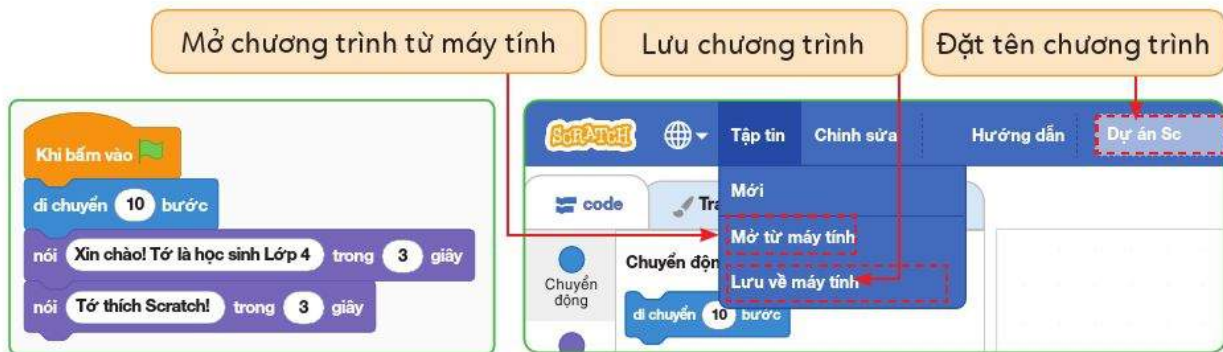 Mở chương trình từ máy tính
Lưu chương trình
Đặt tên chương trình
Khi bấm vào
di chuyển 10 bước
nói Xin chào! Tớ là học sinh Lớp 4 trong 3 giây
nói Tớ thích Scratch! trong 3 giây
SCRATCH Tập tin Chỉnh sửa Hướng dẫn Dự án Sc
code Tra
Mới
Mở từ máy tính
Lưu về máy tính
Chuyển động
Chuyển độn
di chuyển 10 bước